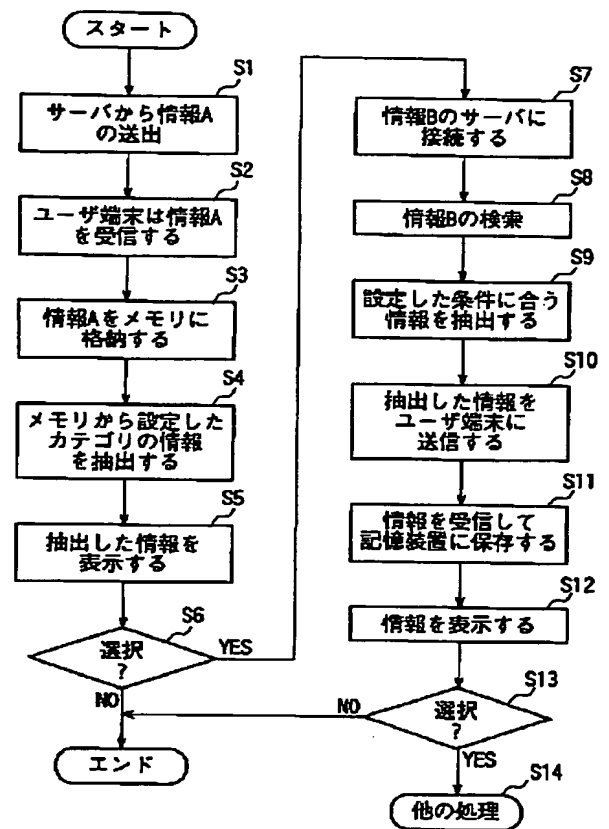 スタート
S1
サーバから情報A
の送出
S2
ユーザ端末は情報A
を受信する
S3
情報Aをメモリに
格納する
S4
メモリから設定した
カテゴリの情報
を抽出する
S5
抽出した情報を
表示する
S6
選択
?
YES
NO
エンド
S7
情報Bのサーバに
接続する
S8
情報Bの検索
S9
設定した条件に合う
情報を抽出する
S10
抽出した情報を
ユーザ端末に
送信する
S11
情報を受信して
記憶装置に保存する
S12
情報を表示する
S13
選択
?
NO
YES
S14
他の処理